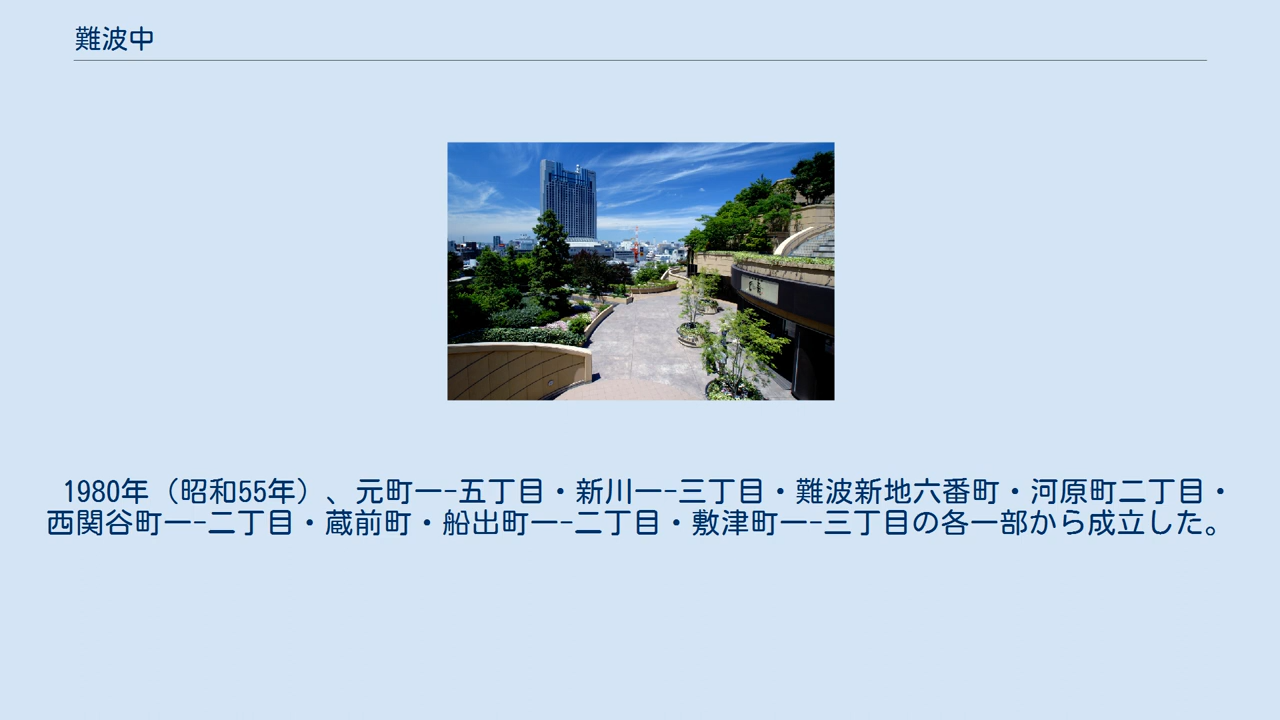 難波中
1980年（昭和55年）、元町一-五丁目・新川一-三丁目・難波新地六番町・河原町二丁目・
西関谷町一-二丁目・蔵前町・船出町一-二丁目・敷津町一-三丁目の各一部から成立した。